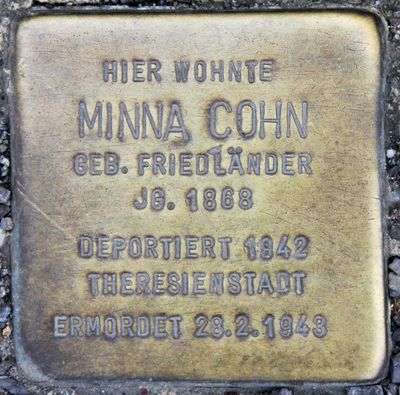 HIER WOHNTE
MINNA COHN
GEB. FRIEDLÄNDER
JG. 1868
DEPORTIERT 1942
THERESIENSTADT
ERMORDET 28.2.1943